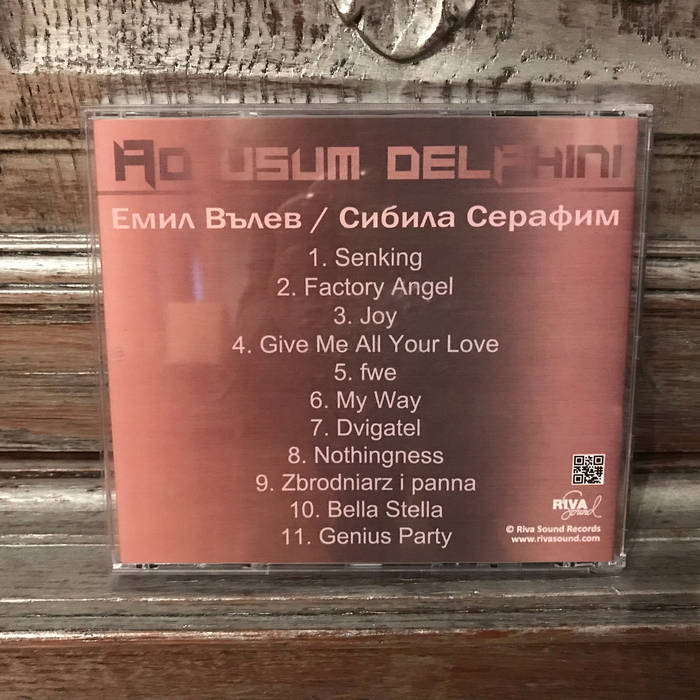 AD USUM DELPHINI
Емил Вълев / Сибила Серафим
1. Senking
2. Factory Angel
3. Joy
4. Give Me All Your Love
5. fwe
6. My Way
7. Dvigatel
8. Nothingness
9. Zbrodniarz i panna
10. Bella Stella
11. Genius Party
RIVA
Sound
© Riva Sound Records
www.rivasound.com